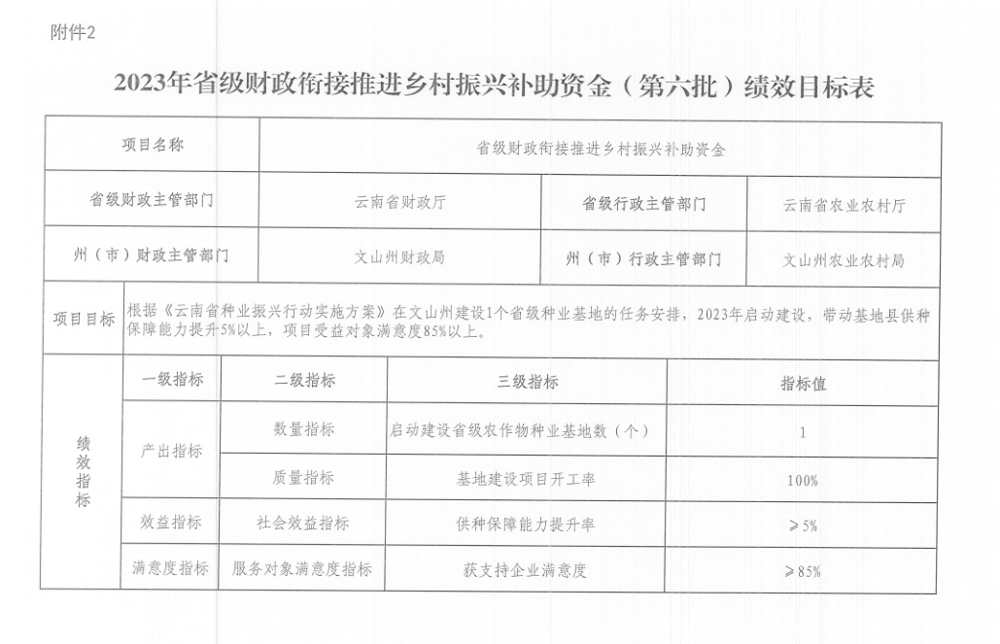 附件2
2023年省级财政衔接推进乡村振兴补助资金（第六批）绩效目标表
项目名称 省级财政衔接推进乡村振兴补助资金
省级财政主管部门 云南省财政厅 省级行政主管部门 云南省农业农村厅
州（市）财政主管部门 文山州财政局 州（市）行政主管部门 文山州农业农村局
项目目标 根据《云南省种业振兴行动实施方案》在文山州建设1个省级种业基地的任务安排，2023年启动建设，带动基地县供种
保障能力提升5%以上，项目受益对象满意度85%以上。
绩效指标
一级指标 二级指标 三级指标 指标值
产出指标 数量指标 启动建设省级农作物种业基地数（个） 1
质量指标 基地建设项目开工率 100%
效益指标 社会效益指标 供种保障能力提升率 ≥5%
满意度指标 服务对象满意度指标 获支持企业满意度 ≥85%